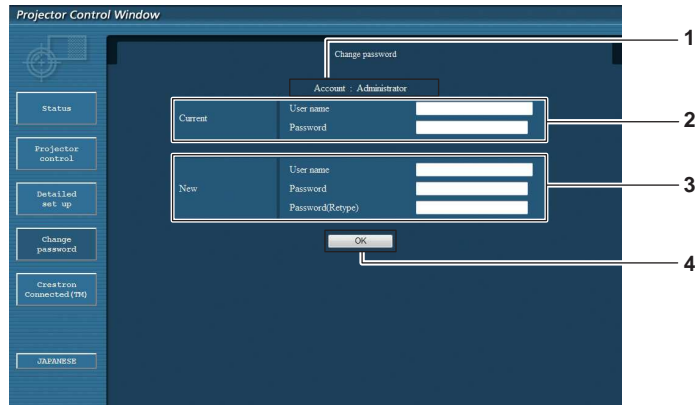 Projector Control Window
1
Change password
Account : Administrator
Status
Current
User name
Password
2
Projector
control
New
User name
Password
Password(Retype)
3
Detailed
set up
OK
Change
password
4
Crestron
Connected(TM)
JAPANESE